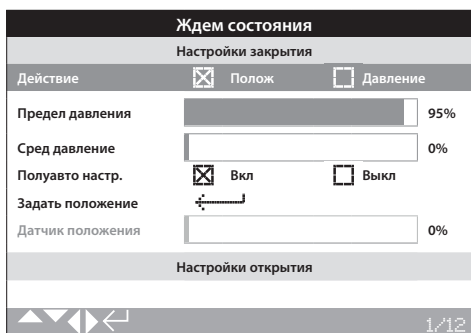 Ждем состояния
Настройки закрытия
Действие Полож Давление
Предел давления 95%
Сред давление 0%
Полуавто настр. Вкл Выкл
Задать положение
Датчик положения 0%
Настройки открытия
1/12